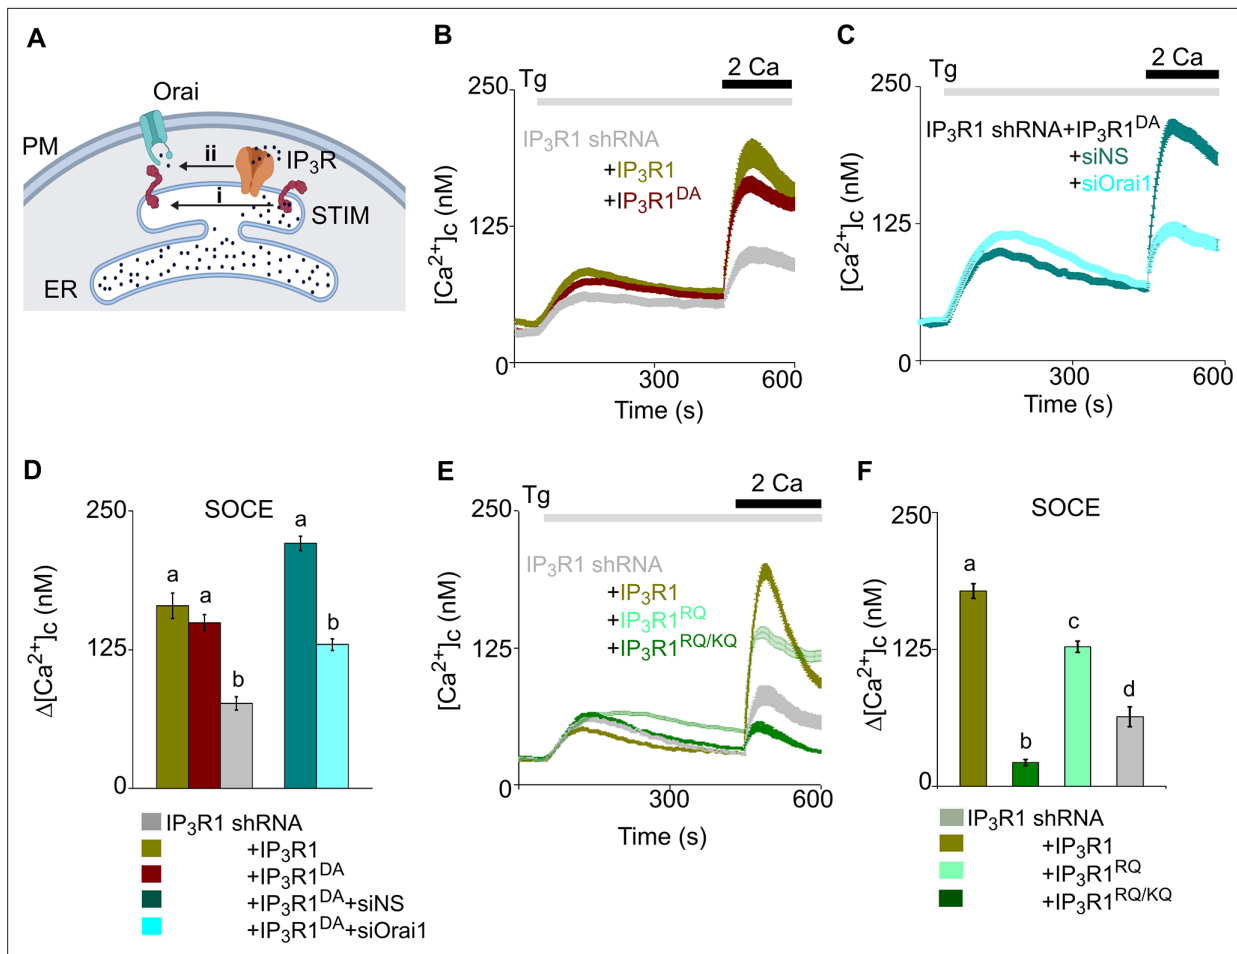 A
Orai
PM
ii
IP3R
i
STIM
ER
B
2 Ca
Tg
250
IP3R1 shRNA
+IP3R1
+IP3R1DA
125
[Ca2+]C (nM)
0
300
600
Time (s)
C
2 Ca
Tg
250
IP3R1 shRNA+IP3R1DA
+siNS
+siOrai1
125
[Ca2+]C (nM)
0
300
600
Time (s)
D
SOCE
250
a
a
b
a
b
125
Δ[Ca2+]C (nM)
0
IP3R1 shRNA
+IP3R1
+IP3R1DA
+IP3R1DA+siNS
+IP3R1DA+siOrai1
E
2 Ca
Tg
250
IP3R1 shRNA
+IP3R1
+IP3R1RQ
+IP3R1RQ/KQ
125
[Ca2+]C (nM)
0
300
600
Time (s)
F
SOCE
250
a
b
c
d
125
Δ[Ca2+]C (nM)
0
IP3R1 shRNA
+IP3R1
+IP3R1RQ
+IP3R1RQ/KQ